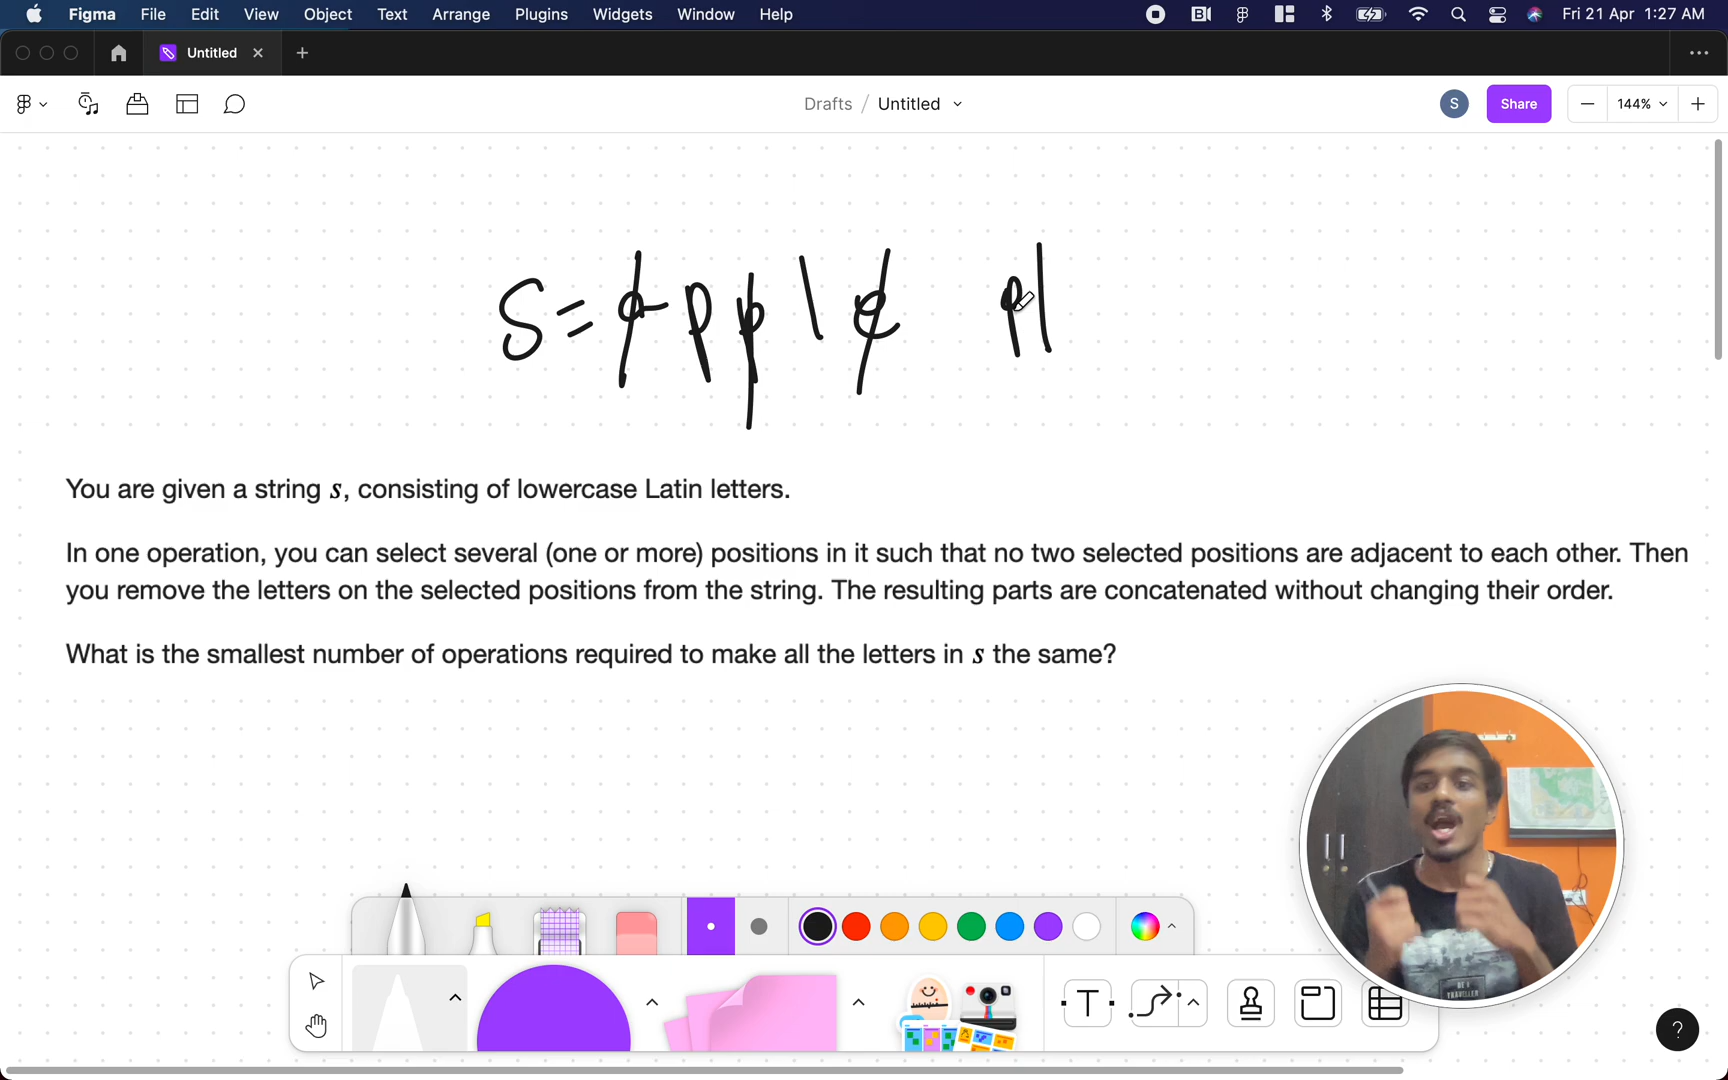 Figma File Edit View Object Text Arrange Plugins Widgets Window Help Fri 21 Apr 1:27 AM
Untitled
Drafts / Untitled S Share 144%
S = apple pl
You are given a string s, consisting of lowercase Latin letters.
In one operation, you can select several (one or more) positions in it such that no two selected positions are adjacent to each other. Then
you remove the letters on the selected positions from the string. The resulting parts are concatenated without changing their order.
What is the smallest number of operations required to make all the letters in s the same?
T
?